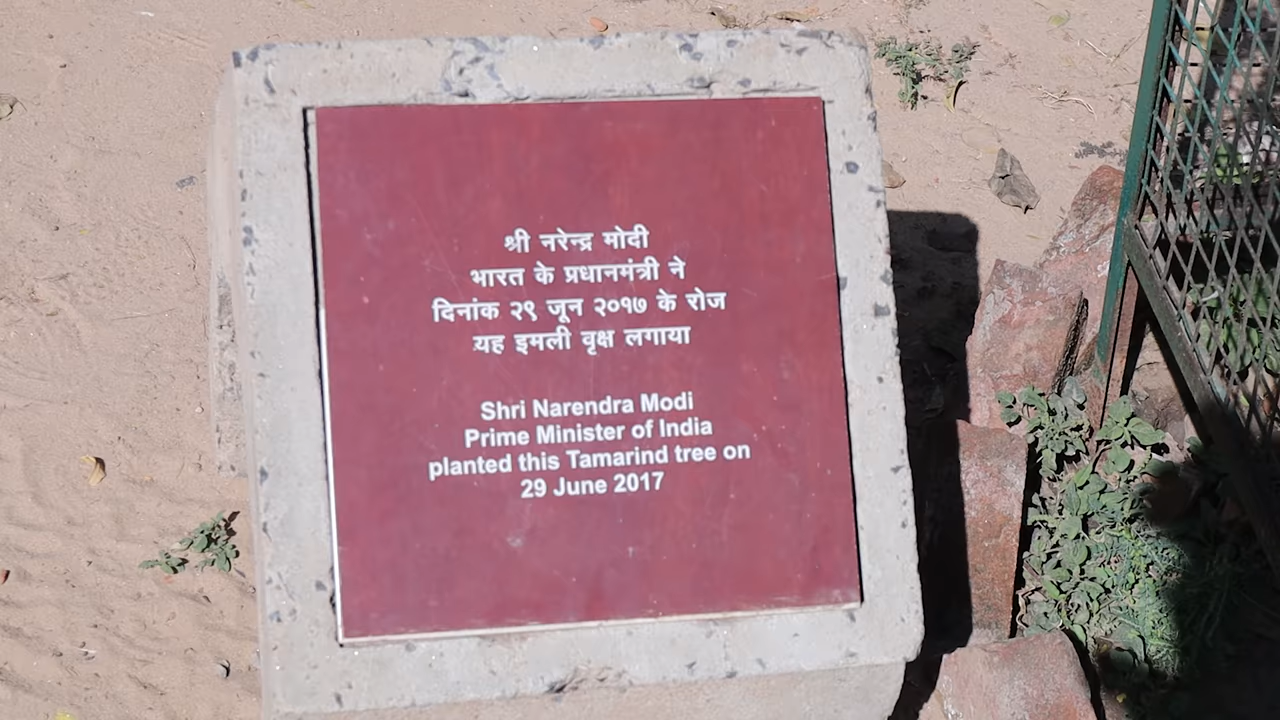 श्री नरेन्द्र मोदी
भारत के प्रधानमंत्री ने
दिनांक २९ जून २०१७ के रोज
यह इमली वृक्ष लगाया
Shri Narendra Modi
Prime Minister of India
planted this Tamarind tree on
29 June 2017